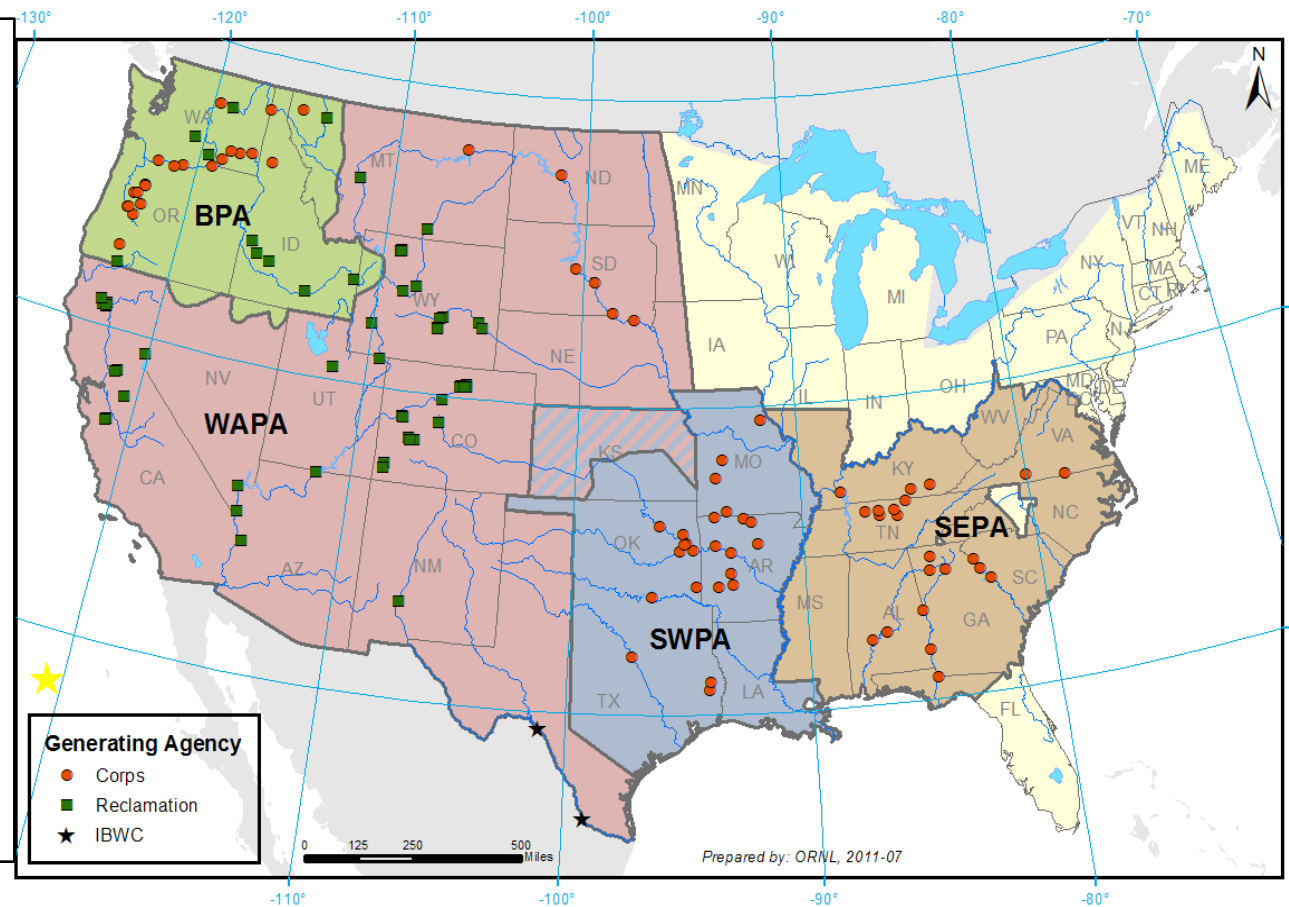 -130° -120° -110° -100° -90° -80° -70°
N
WA
MT
ND
MN
ME
VT
NH
OR
BPA
ID
SD
WI
NY
MA
CT
RI
WY
MI
PA
NJ
NE
IA
NV
UT
IL
IN
OH
MD
DE
WV
WAPA
CO
KS
MO
VA
KY
CA
SEPA
NC
OK
TN
AZ
NM
AR
SC
MS
AL
GA
SWPA
TX
LA
FL
Generating Agency
Corps
Reclamation
IBWC
0 125 250 500
Miles
Prepared by: ORNL, 2011-07
-110° -100° -90° -80°